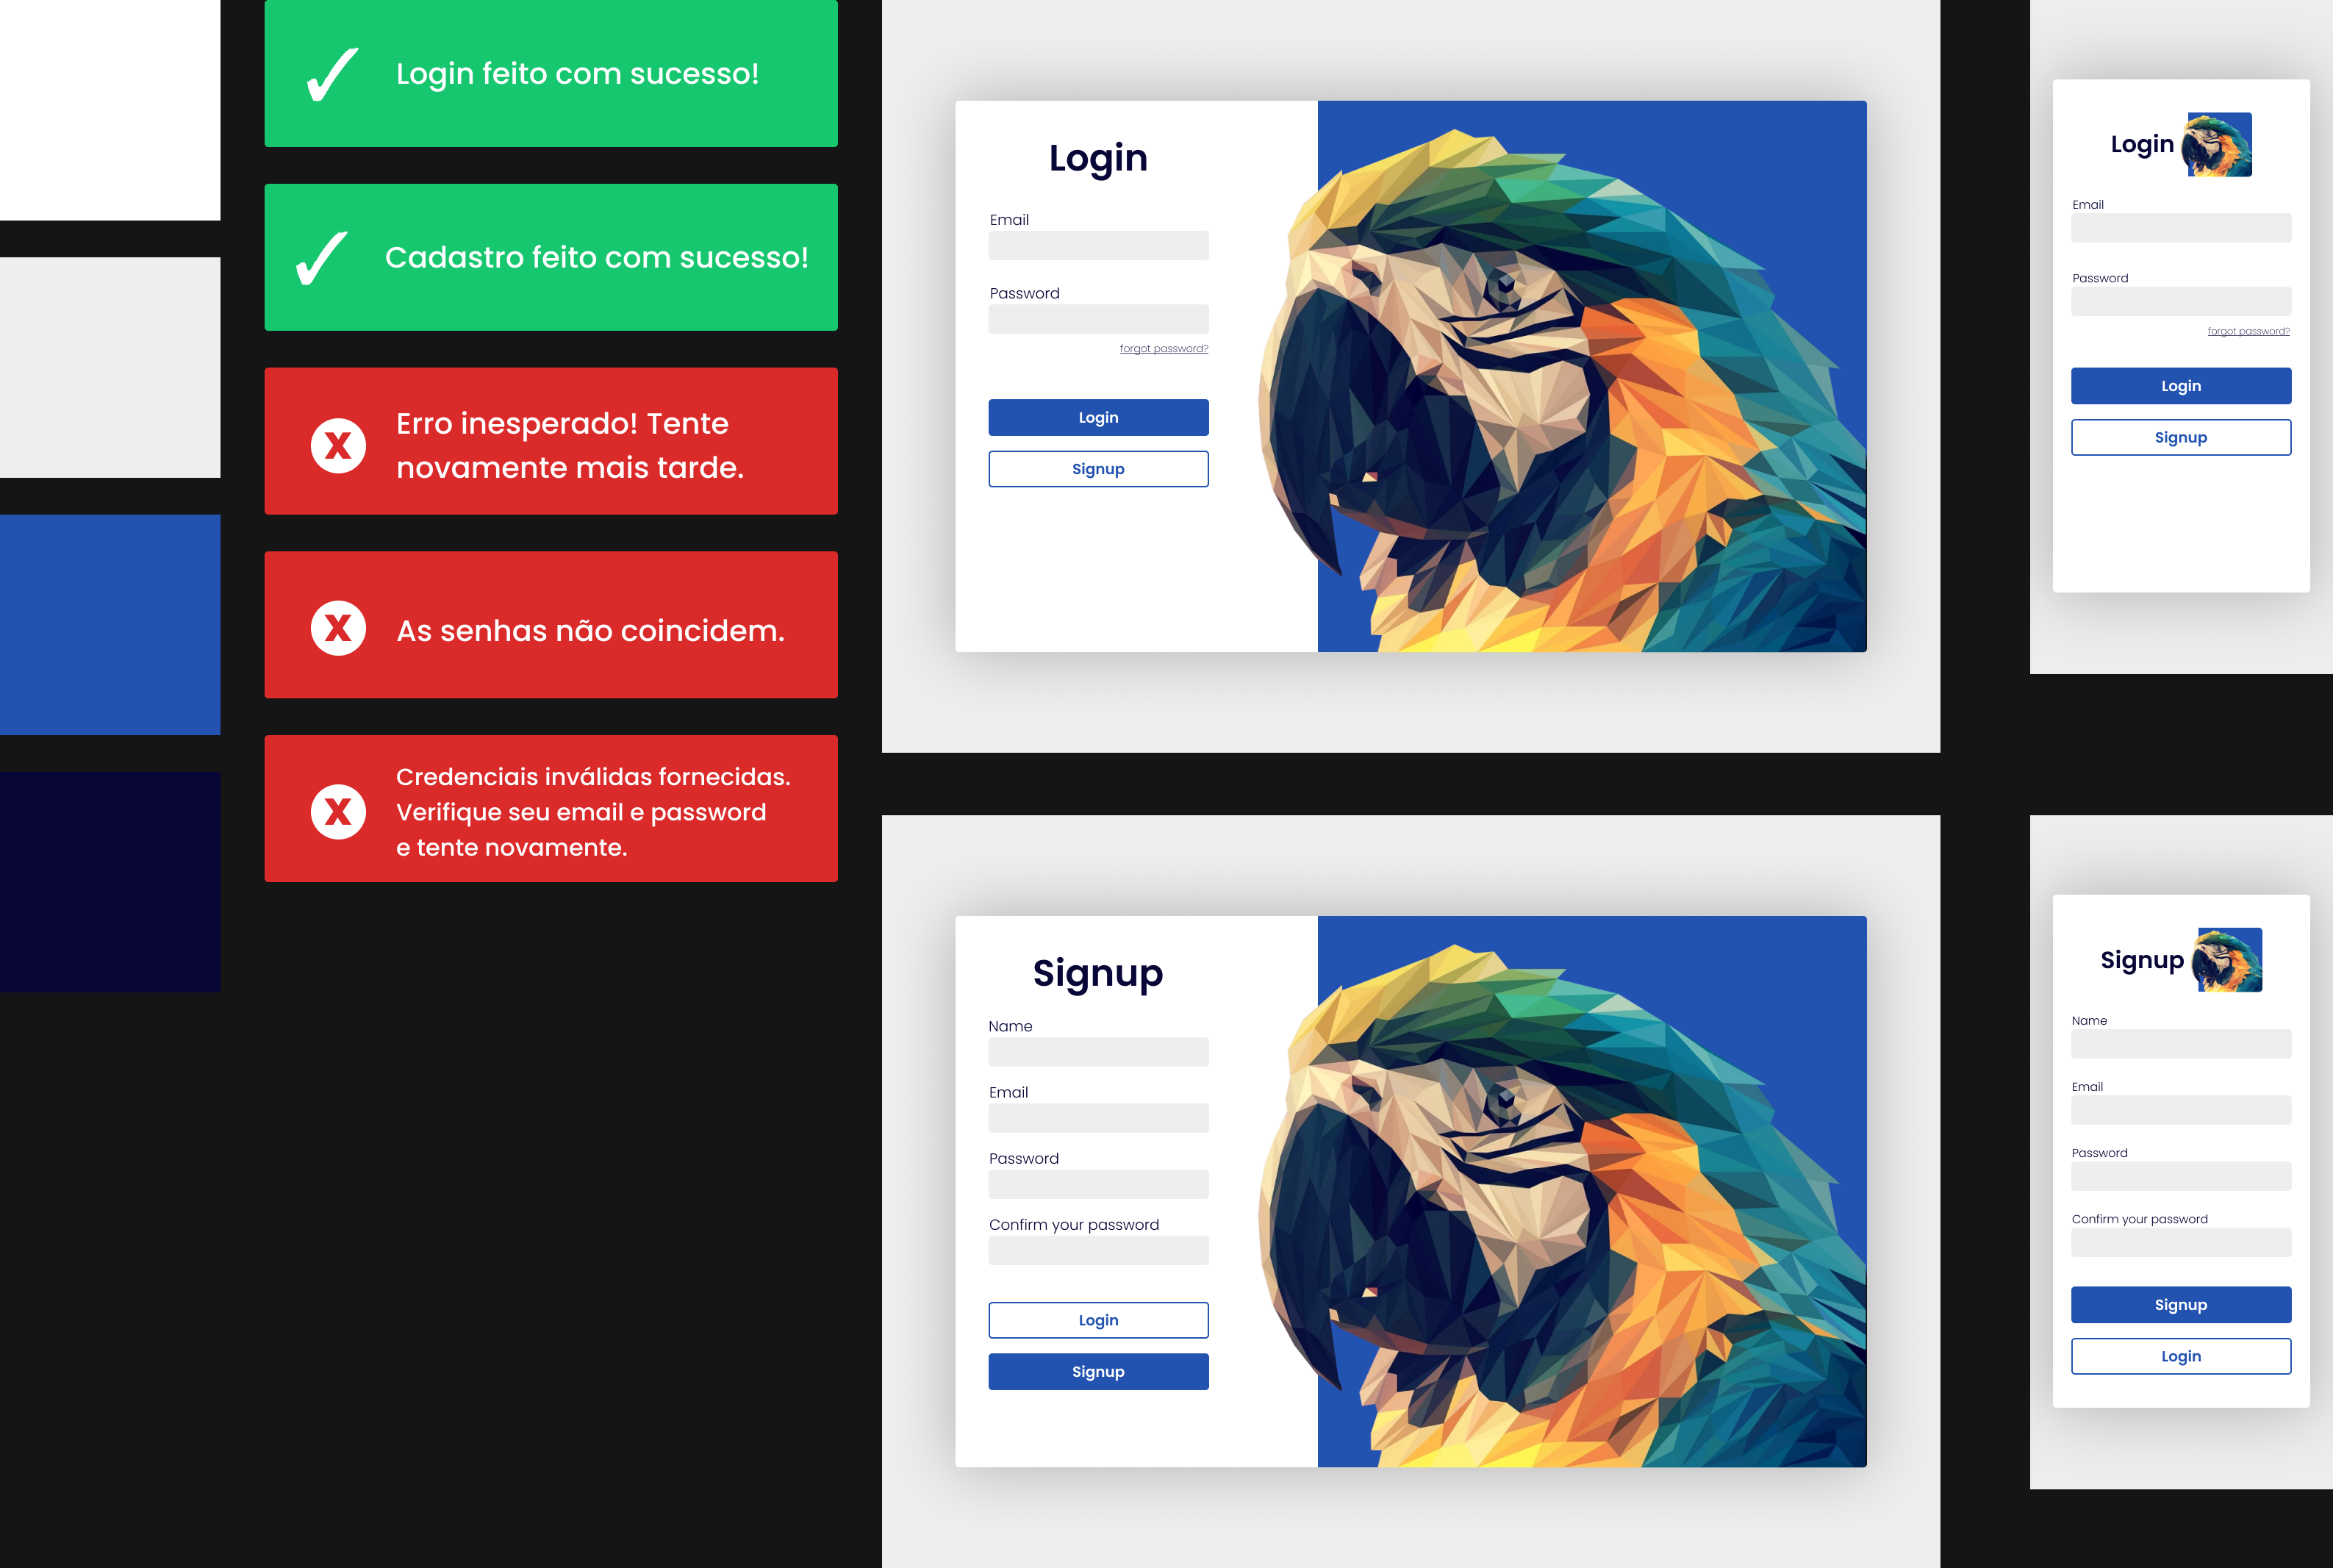 Login feito com sucesso!
Cadastro feito com sucesso!
Erro inesperado! Tente
novamente mais tarde.
As senhas não coincidem.
Credenciais inválidas fornecidas.
Verifique seu email e password
e tente novamente.
Login
Email
Password
forgot password?
Login
Signup
Signup
Name
Email
Password
Confirm your password
Login
Signup
Login
Email
Password
forgot password?
Login
Signup
Signup
Name
Email
Password
Confirm your password
Signup
Login